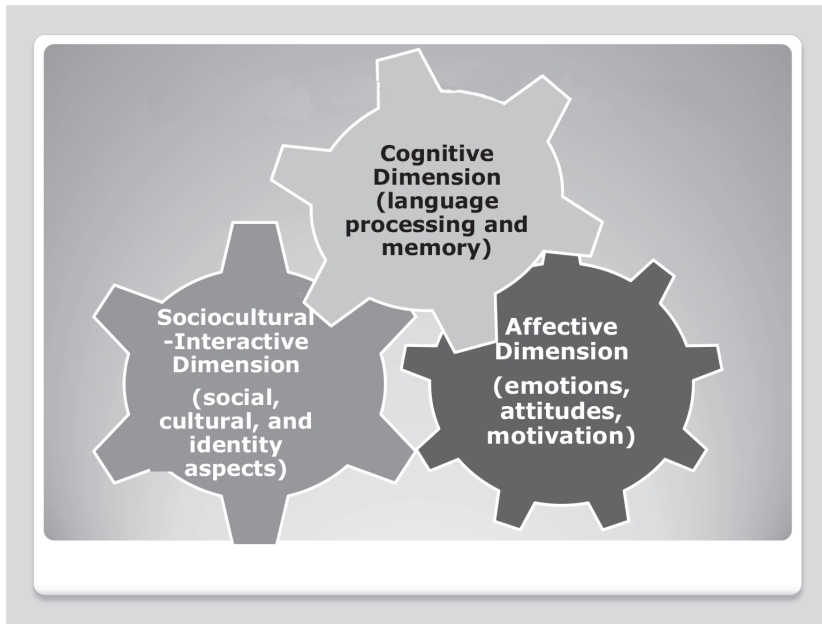 Cognitive
Dimension
(language
processing and
memory)
Sociocultural
-Interactive
Dimension
(social,
cultural, and
identity
aspects)
Affective
Dimension
(emotions,
attitudes,
motivation)